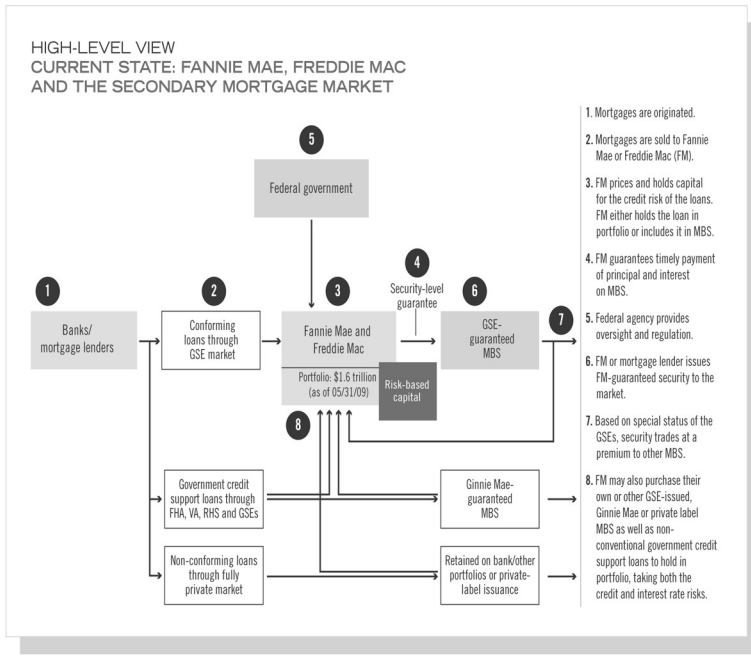 HIGH-LEVEL VIEW
CURRENT STATE: FANNIE MAE, FREDDIE MAC
AND THE SECONDARY MORTGAGE MARKET
5
Federal government
1
Banks/
mortgage lenders
2
Conforming
loans through
GSE market
3
Fannie Mae and
Freddie Mac
Portfolio: $1.6 trillion
(as of 05/31/09)
Risk-based
capital
4
Security-level
guarantee
6
GSE-
guaranteed
MBS
7
8
Government credit
support loans through
FHA, VA, RHS and GSEs
Ginnie Mae-
guaranteed
MBS
Non-conforming loans
through fully
private market
Retained on bank/other
portfolios or private-
label issuance
1. Mortgages are originated.
2. Mortgages are sold to Fannie
Mae or Freddie Mac (FM).
3. FM prices and holds capital
for the credit risk of the loans.
FM either holds the loan in
portfolio or includes it in MBS.
4. FM guarantees timely payment
of principal and interest
on MBS.
5. Federal agency provides
oversight and regulation.
6. FM or mortgage lender issues
FM-guaranteed security to the
market.
7. Based on special status of the
GSEs, security trades at a
premium to other MBS.
8. FM may also purchase their
own or other GSE-issued,
Ginnie Mae or private label
MBS as well as non-
conventional government credit
support loans to hold in
portfolio, taking both the
credit and interest rate risks.